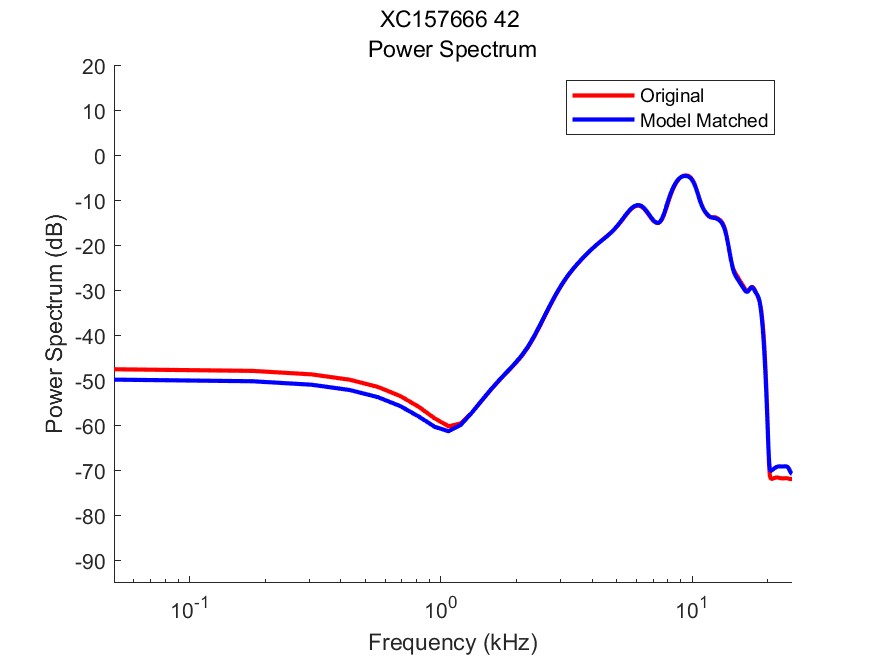 XC157666 42
Power Spectrum
Original
Model Matched
20
10
0
-10
-20
-30
-40
-50
-60
-70
-80
-90
Power Spectrum (dB)
10^-1
10^0
10^1
Frequency (kHz)